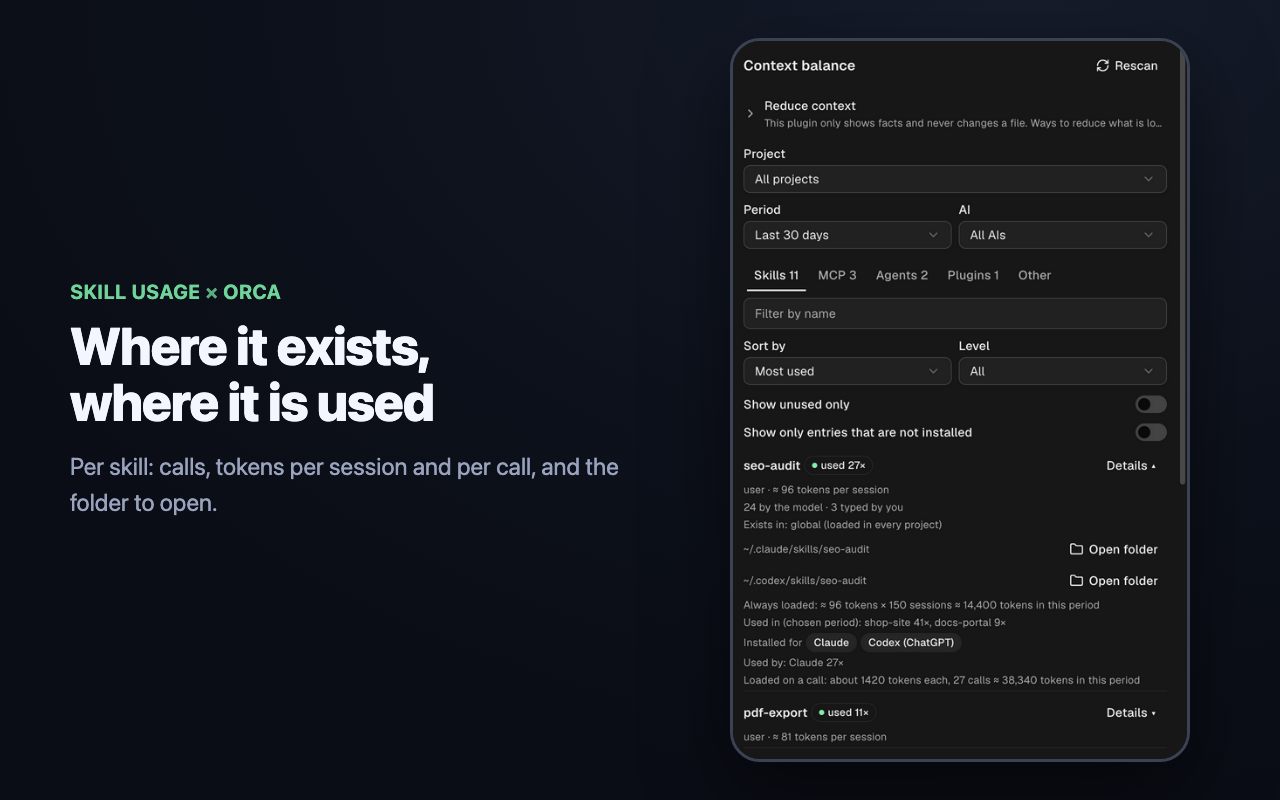 SKILL USAGE × ORCA
Where it exists,
where it is used
Per skill: calls, tokens per session and per call, and the
folder to open.
Context balance
Rescan
Reduce context
This plugin only shows facts and never changes a file. Ways to reduce what is lo…
Project
All projects
Period
AI
Last 30 days
All AIs
Skills 11
MCP 3
Agents 2
Plugins 1
Other
Filter by name
Sort by
Level
Most used
All
Show unused only
Show only entries that are not installed
seo-audit
used 27×
Details
user · ≈ 96 tokens per session
24 by the model · 3 typed by you
Exists in: global (loaded in every project)
~/.claude/skills/seo-audit
Open folder
~/.codex/skills/seo-audit
Open folder
Always loaded: ≈ 96 tokens × 150 sessions ≈ 14,400 tokens in this period
Used in (chosen period): shop-site 41×, docs-portal 9×
Installed for
Claude
Codex (ChatGPT)
Used by: Claude 27×
Loaded on a call: about 1420 tokens each, 27 calls ≈ 38,340 tokens in this period
pdf-export
used 11×
Details
user · ≈ 81 tokens per session